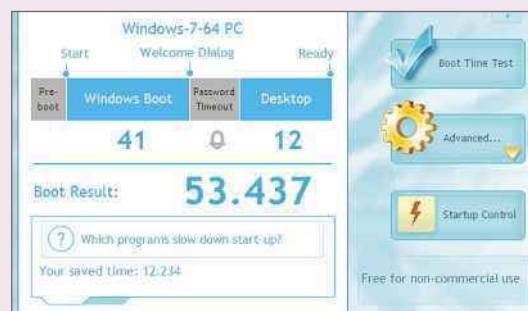 Windows-7-64 PC
Start Welcome Dialog Ready
Pre-boot
Windows Boot
Password Timeout
Desktop
41 0 12
Boot Result: 53.437
? Which programs slow down start-up?
Your saved time: 12.234
Boot Time Test
Advanced...
Startup Control
Free for non-commercial use